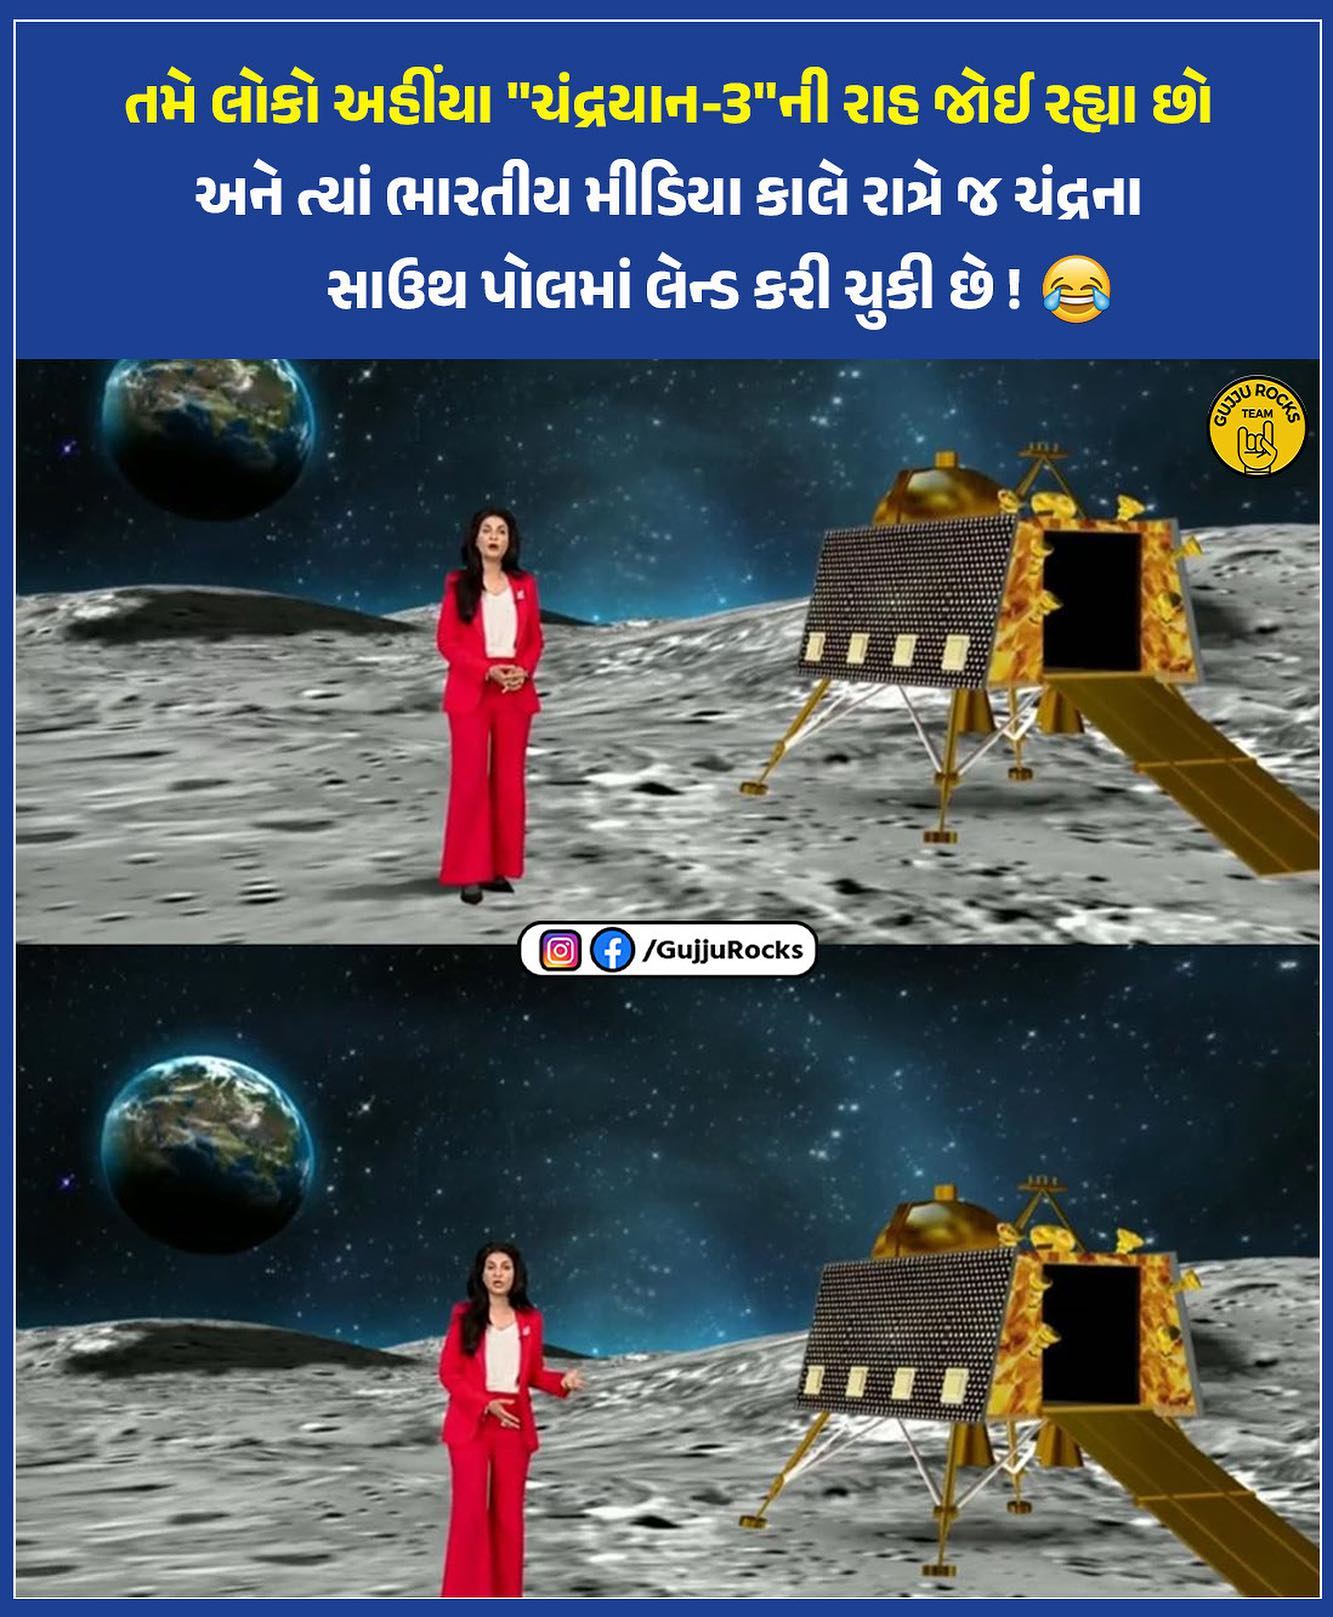 તમે લોકો અહીંયા "ચંદ્રયાન-3"ની રાહ જોઈ રહ્યા છો
અને ત્યાં ભારતીય મીડિયા કાલે રાત્રે જ ચંદ્રના
સાઉથ પોલમાં લેન્ડ કરી ચુકી છે ! 😂
GUJJU ROCKS
TEAM
/GujjuRocks